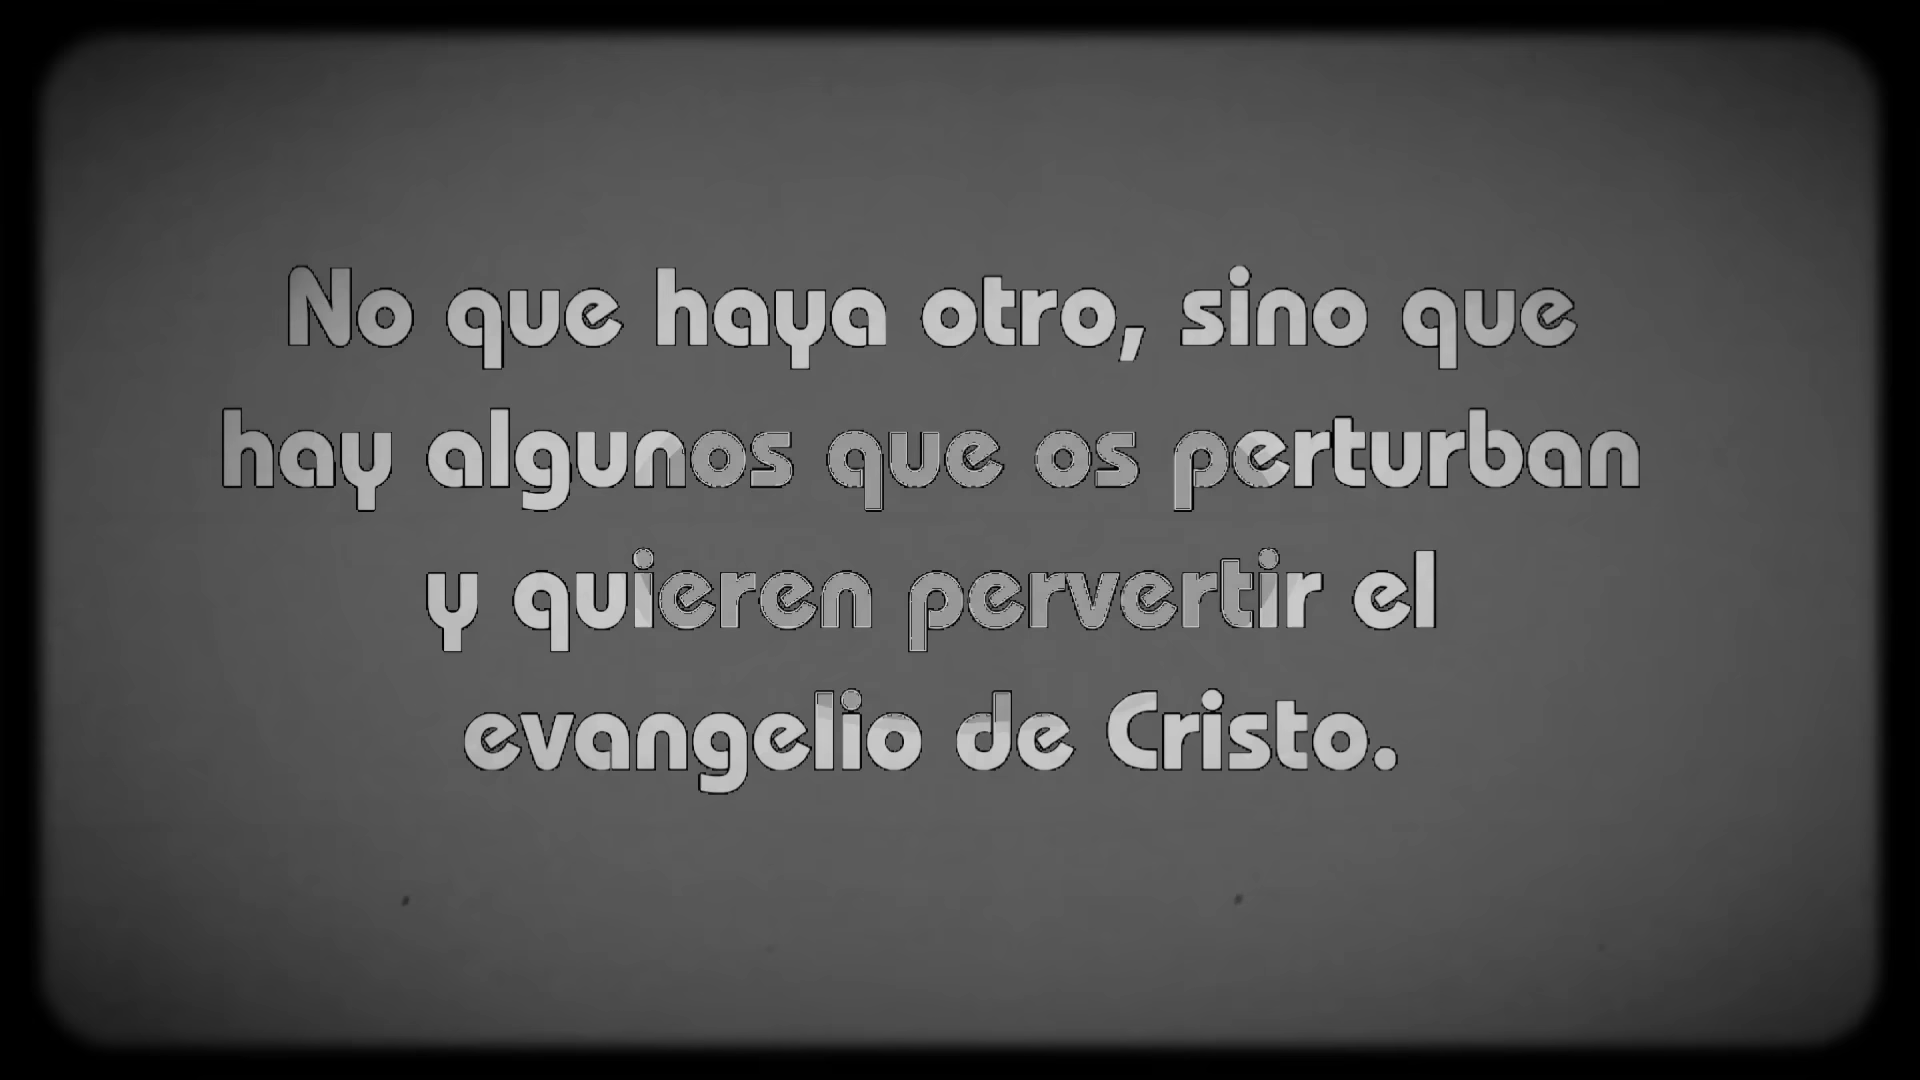 No que haya otro, sino que
hay algunos que os perturban
y quieren pervertir el
evangelio de Cristo.